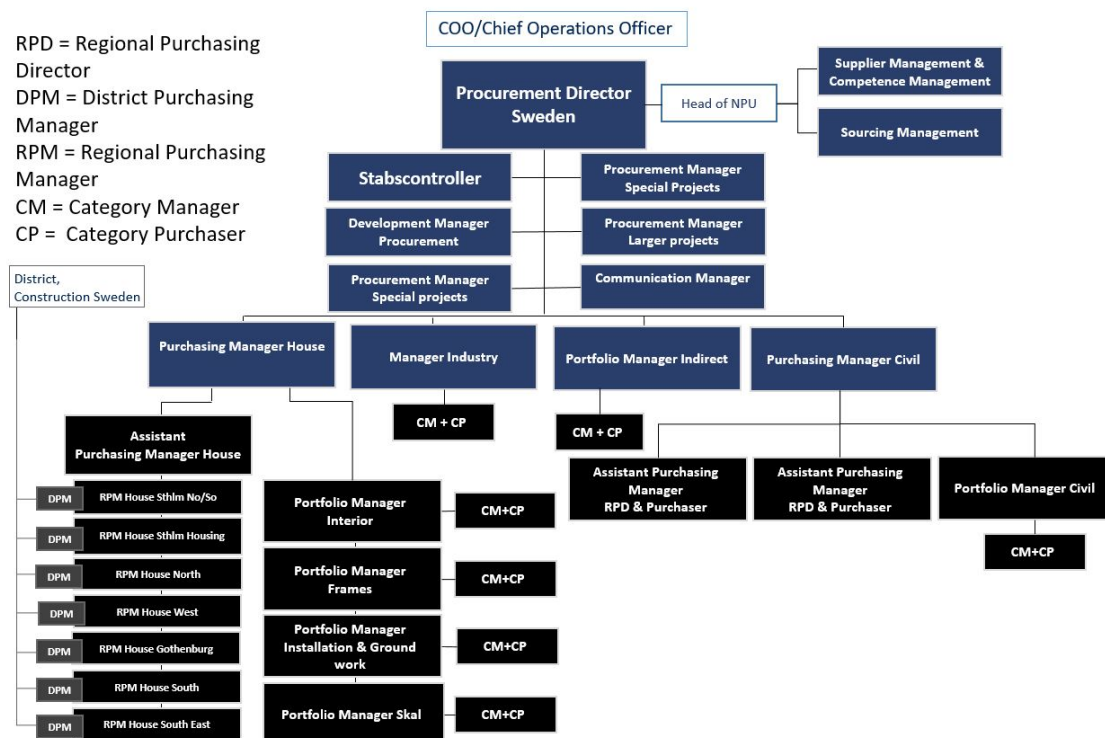 COO/Chief Operations Officer
RPD = Regional Purchasing
Director
DPM = District Purchasing
Manager
RPM = Regional Purchasing
Manager
CM = Category Manager
CP =  Category Purchaser
Procurement Director
Sweden
Head of NPU
Supplier Management &
Competence Management
Sourcing Management
Stabscontroller
Procurement Manager
Special Projects
Development Manager
Procurement
Procurement Manager
Larger projects
Procurement Manager
Special projects
Communication Manager
District,
Construction Sweden
Purchasing Manager House
Manager Industry
Portfolio Manager Indirect
Purchasing Manager Civil
CM + CP
CM + CP
Assistant
Purchasing Manager House
DPM
RPM House Sthlm No/So
DPM
RPM House Sthlm Housing
DPM
RPM House North
DPM
RPM House West
DPM
RPM House Gothenburg
DPM
RPM House South
DPM
RPM House South East
Portfolio Manager
Interior
CM+CP
Portfolio Manager
Frames
CM+CP
Portfolio Manager
Installation & Ground
work
CM+CP
Portfolio Manager Skal
CM+CP
Assistant Purchasing
Manager
RPD & Purchaser
Assistant Purchasing
Manager
RPD & Purchaser
Portfolio Manager Civil
CM+CP